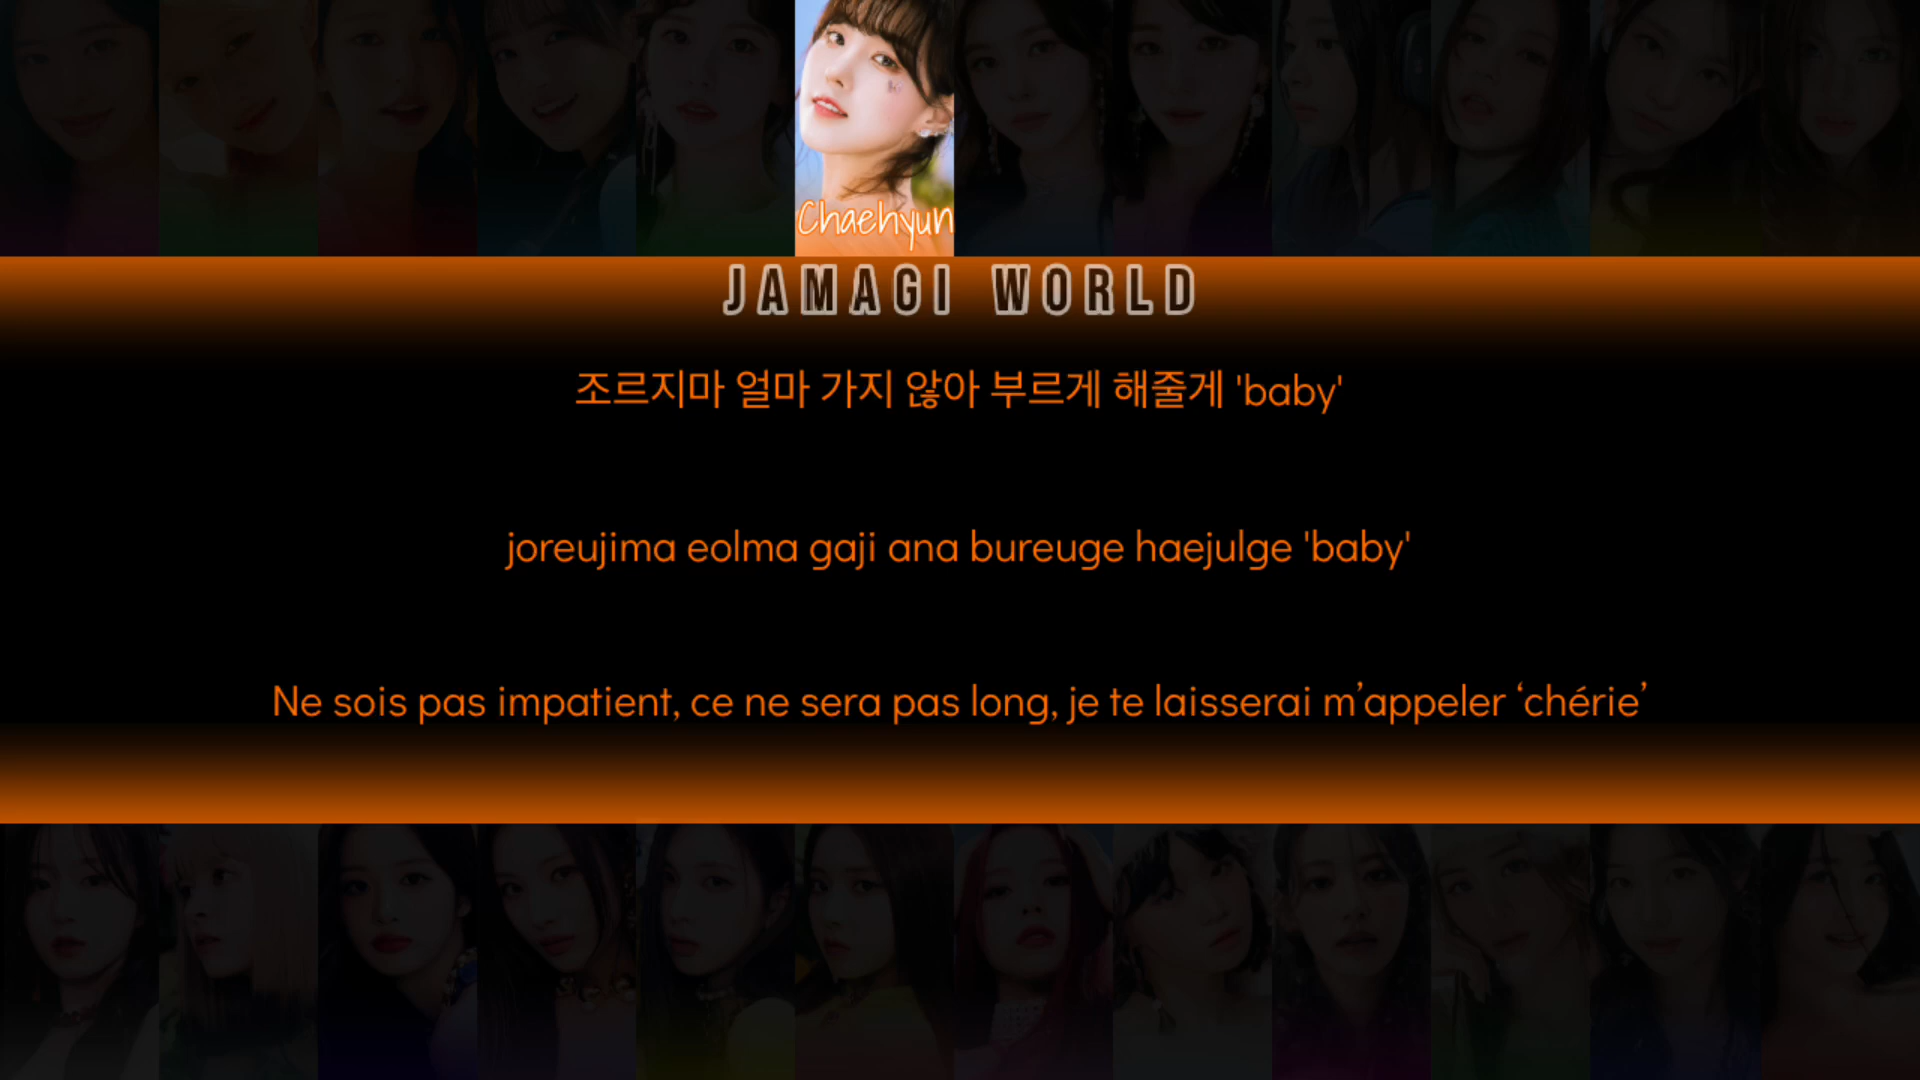 Chaehyun
JAMAGI WORLD
조르지마 얼마 가지 않아 부르게 해줄게 'baby'
joreujima eolma gaji ana bureuge haejulge 'baby'
Ne sois pas impatient, ce ne sera pas long, je te laisserai m’appeler ‘chérie’